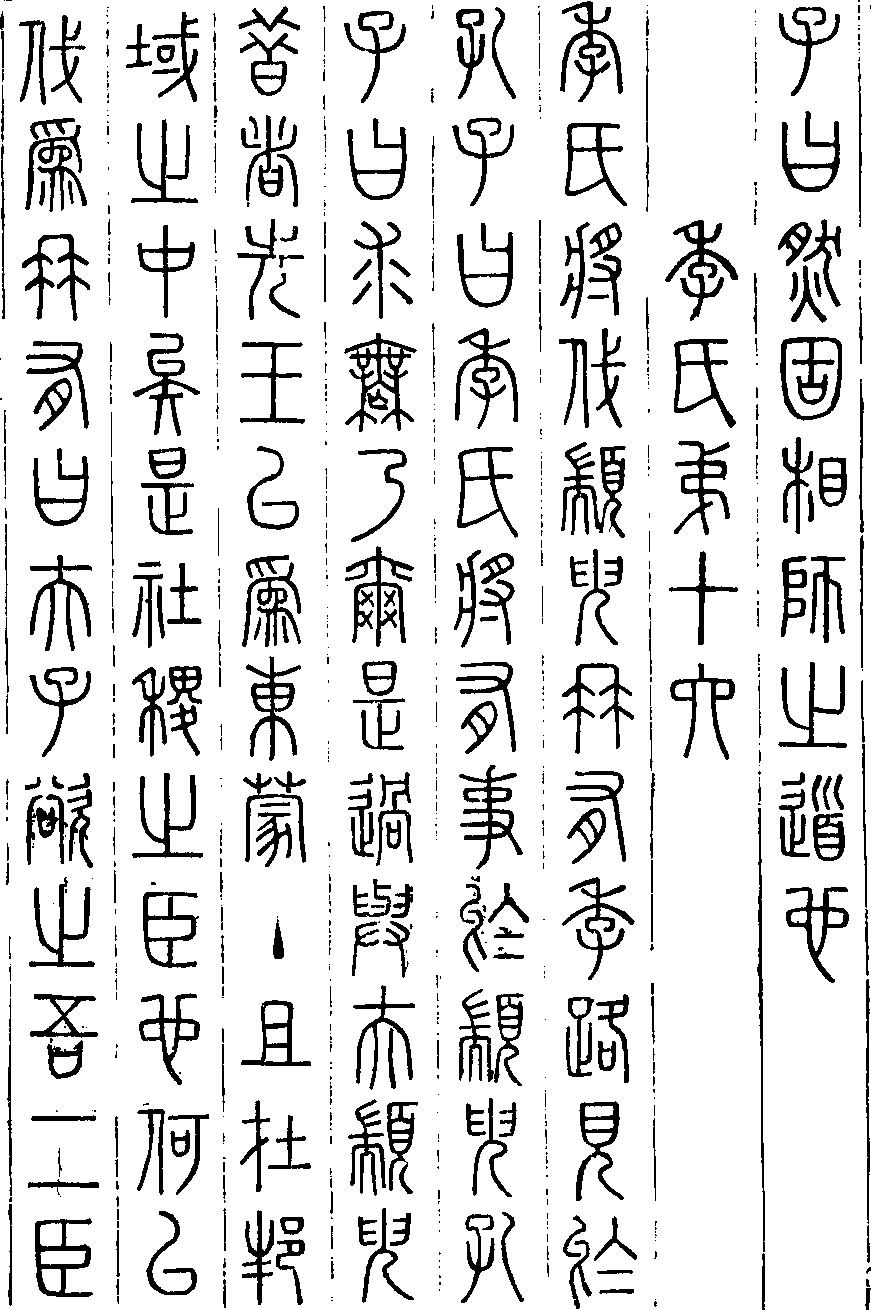 子曰然固相師之道也
季氏弟十六
季氏將伐顓臾冉有季路見於
孔子曰季氏將有事於顓臾孔
子曰求無乃爾是過與夫顓臾
昔者先王以爲東蒙主且在邦
域之中矣是社稷之臣也何以
伐爲冉有曰夫子欲之吾二臣